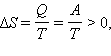 ΔS = Q/T = A/T > 0,